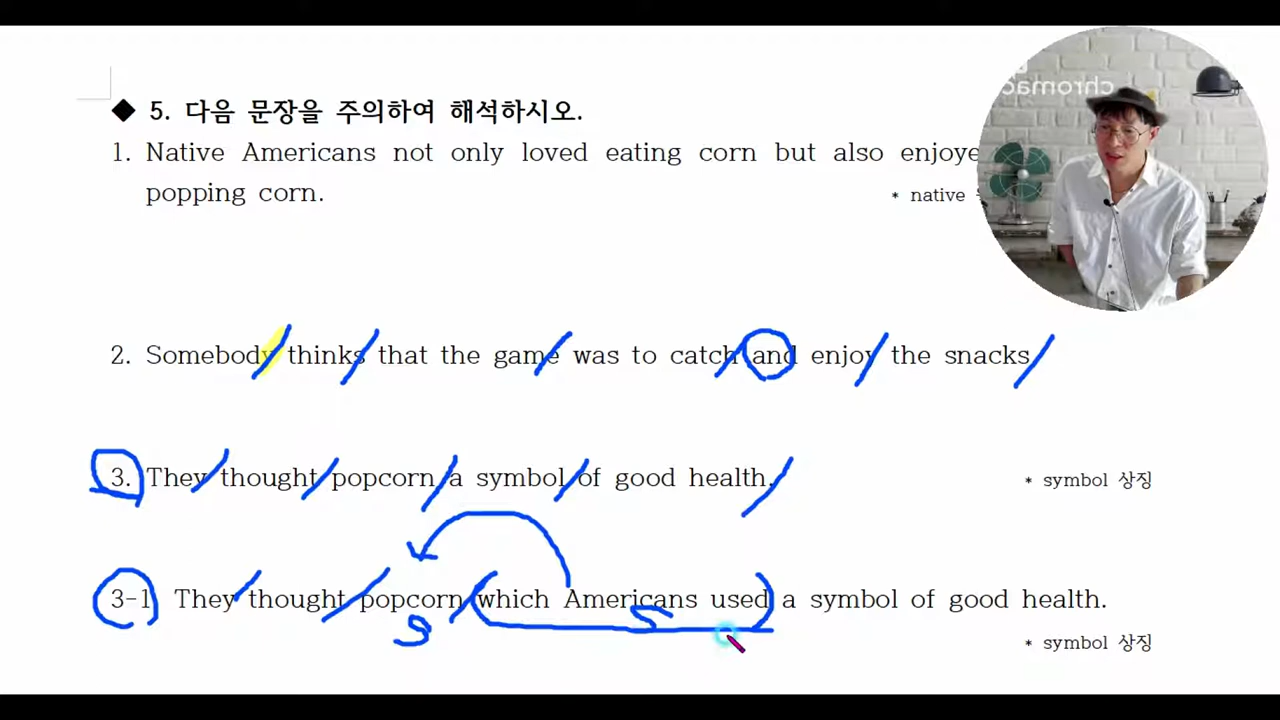 ◆ 5. 다음 문장을 주의하여 해석하시오.
1. Native Americans not only loved eating corn but also enjoye
popping corn.
* native
2. Somebody thinks that the game was to catch and enjoy the snacks
3. They thought popcorn a symbol of good health.
* symbol 상징
3-1 They thought popcorn which Americans used a symbol of good health.
* symbol 상징